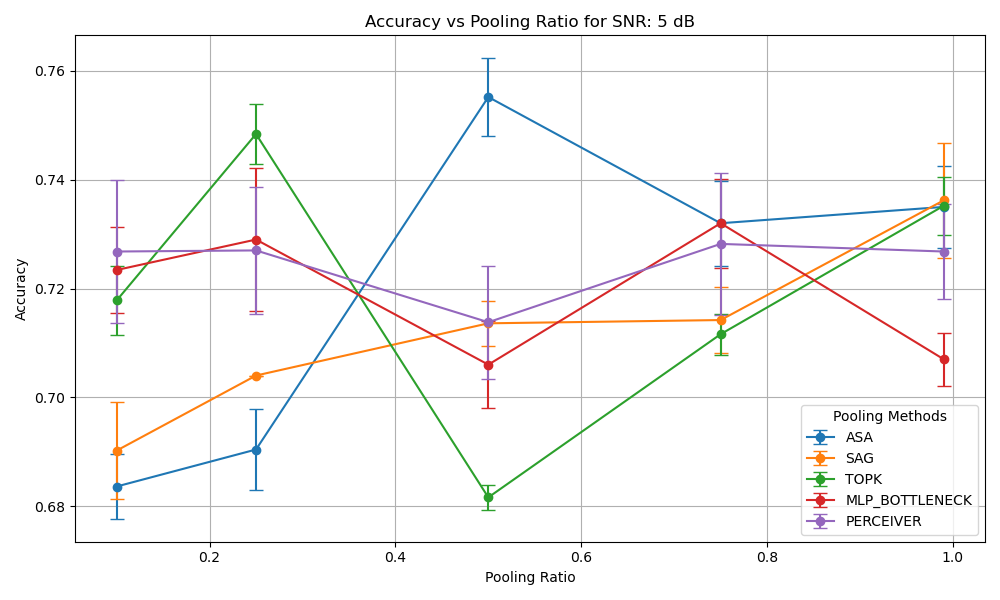 Accuracy vs Pooling Ratio for SNR: 5 dB
0.76
0.74
0.72
0.70
0.68
Accuracy
0.2
0.4
0.6
0.8
1.0
Pooling Ratio
Pooling Methods
ASA
SAG
TOPK
MLP_BOTTLENECK
PERCEIVER